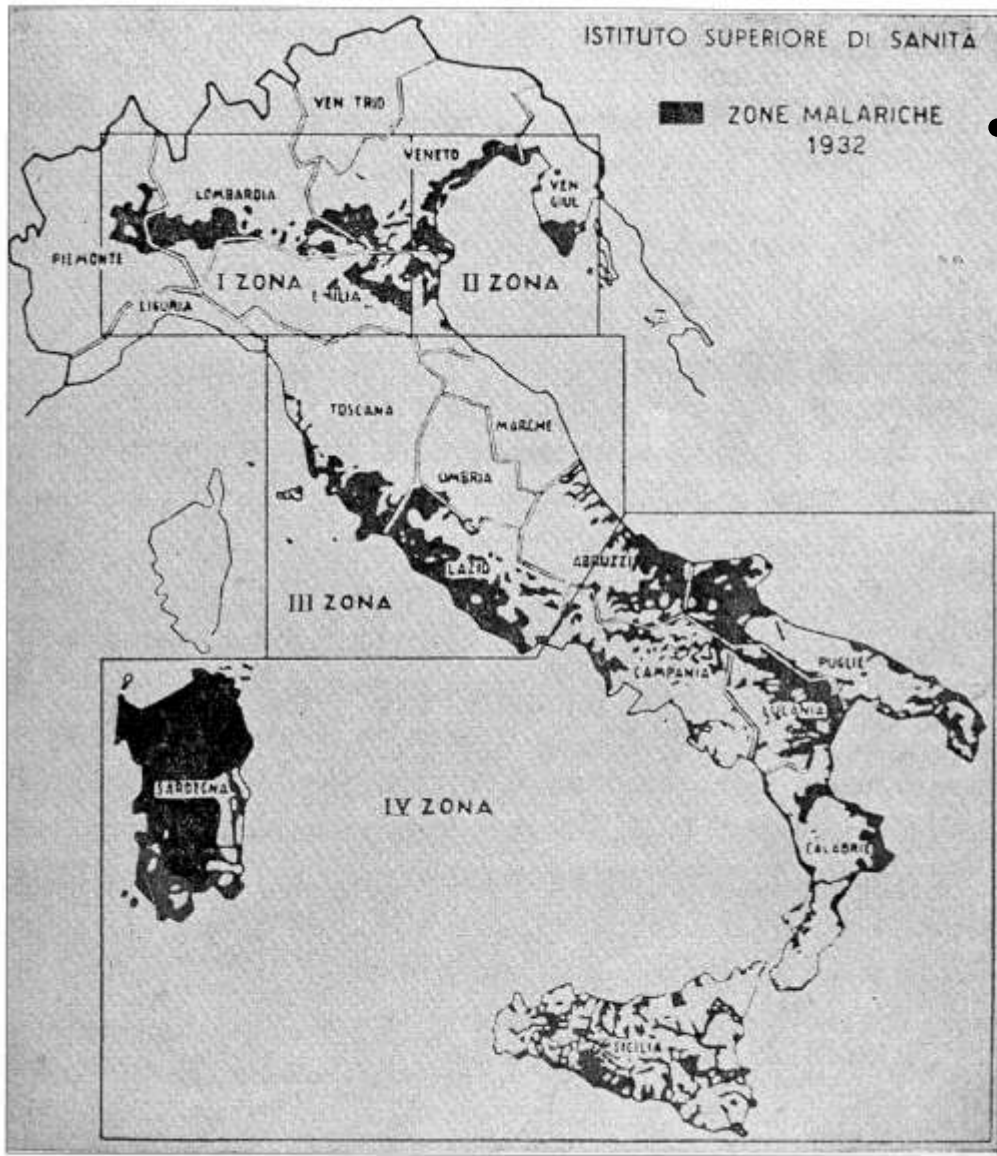 ISTITUTO SUPERIORE DI SANITÀ
ZONE MALARICHE
1932
VEN TRID
VENETO
VEN
GIUL
LOMBARDIA
PIEMONTE
I ZONA
EMILIA
II ZONA
LIGURIA
TOSCANA
MARCHE
UMBRIA
ABRUZZI
LAZIO
III ZONA
CAMPANIA
PUGLIE
LUCANIA
SARDEGNA
IV ZONA
CALABRIE
SICILIA